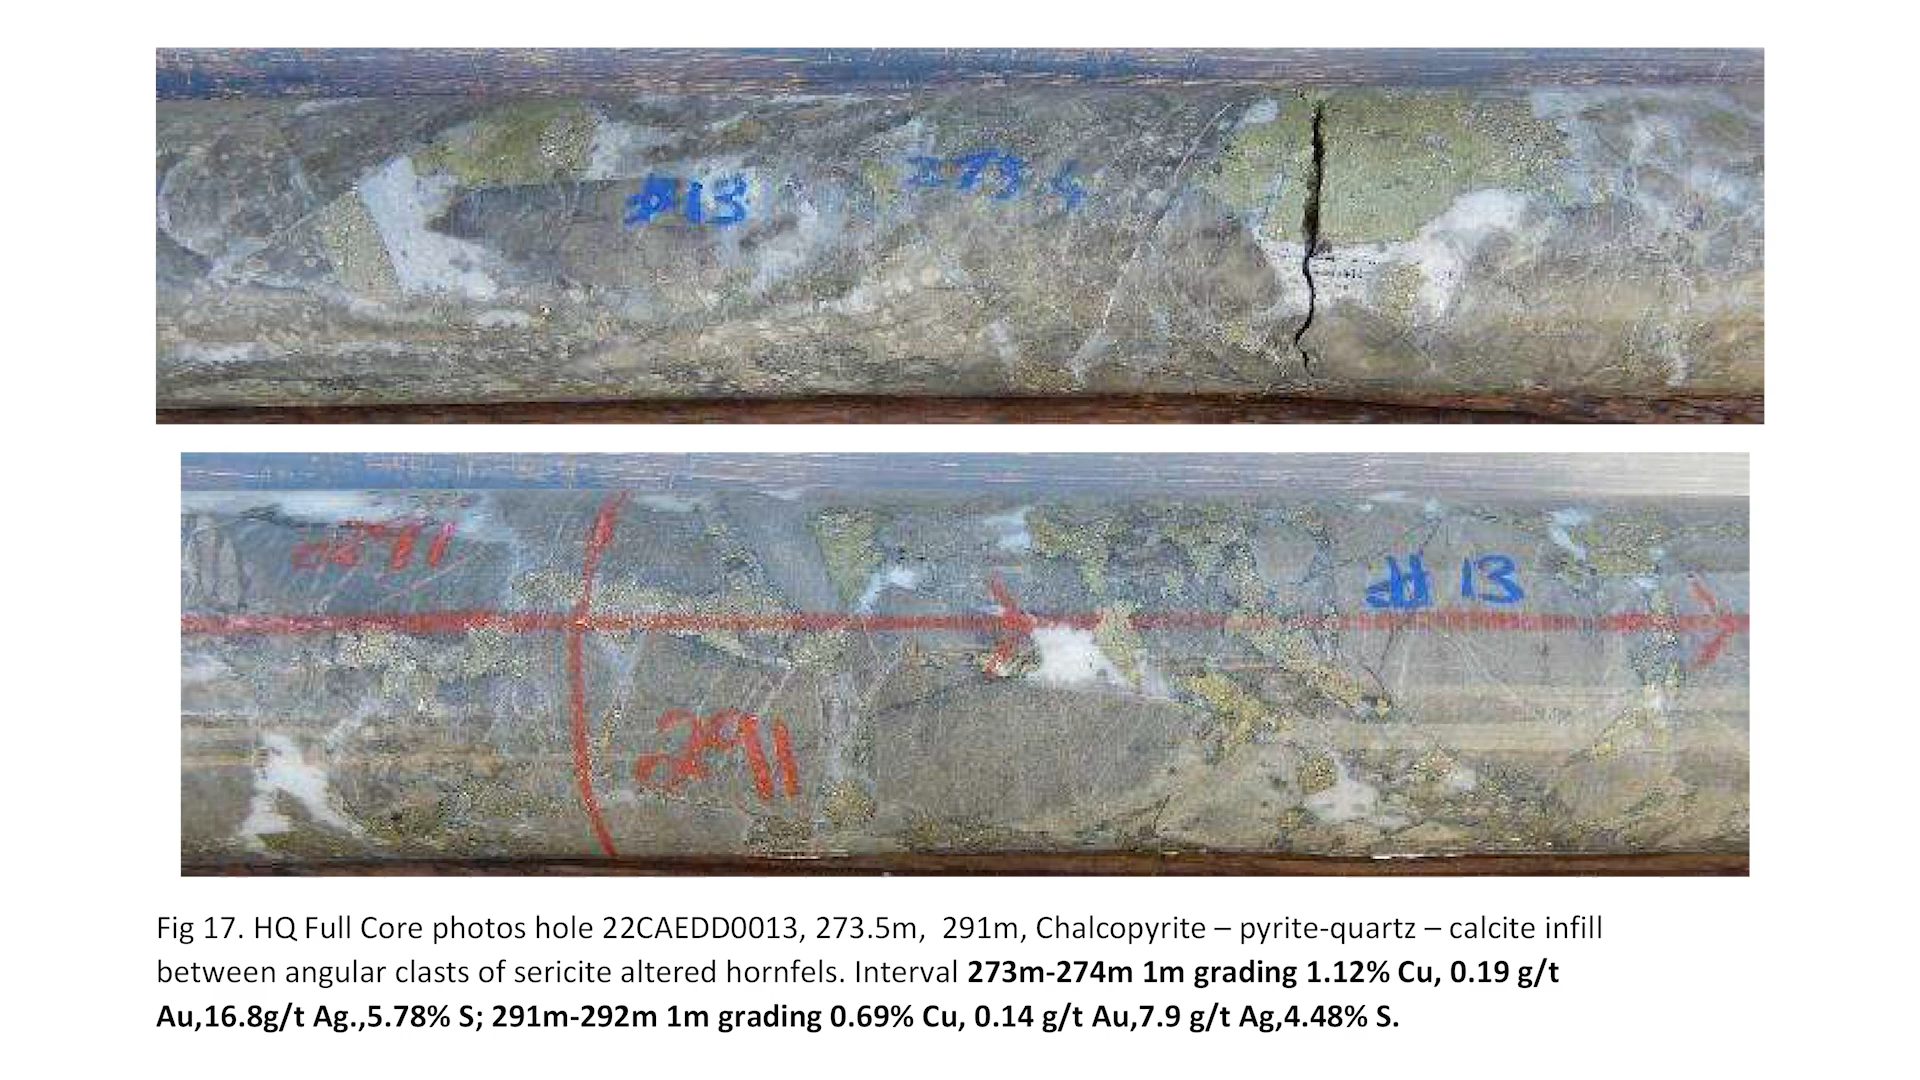 #13
273.4
291
# 13
291
Fig 17. HQ Full Core photos hole 22CAEDD0013, 273.5m, 291m, Chalcopyrite – pyrite-quartz – calcite infill
between angular clasts of sericite altered hornfels. Interval 273m-274m 1m grading 1.12% Cu, 0.19 g/t
Au,16.8g/t Ag.,5.78% S; 291m-292m 1m grading 0.69% Cu, 0.14 g/t Au,7.9 g/t Ag,4.48% S.